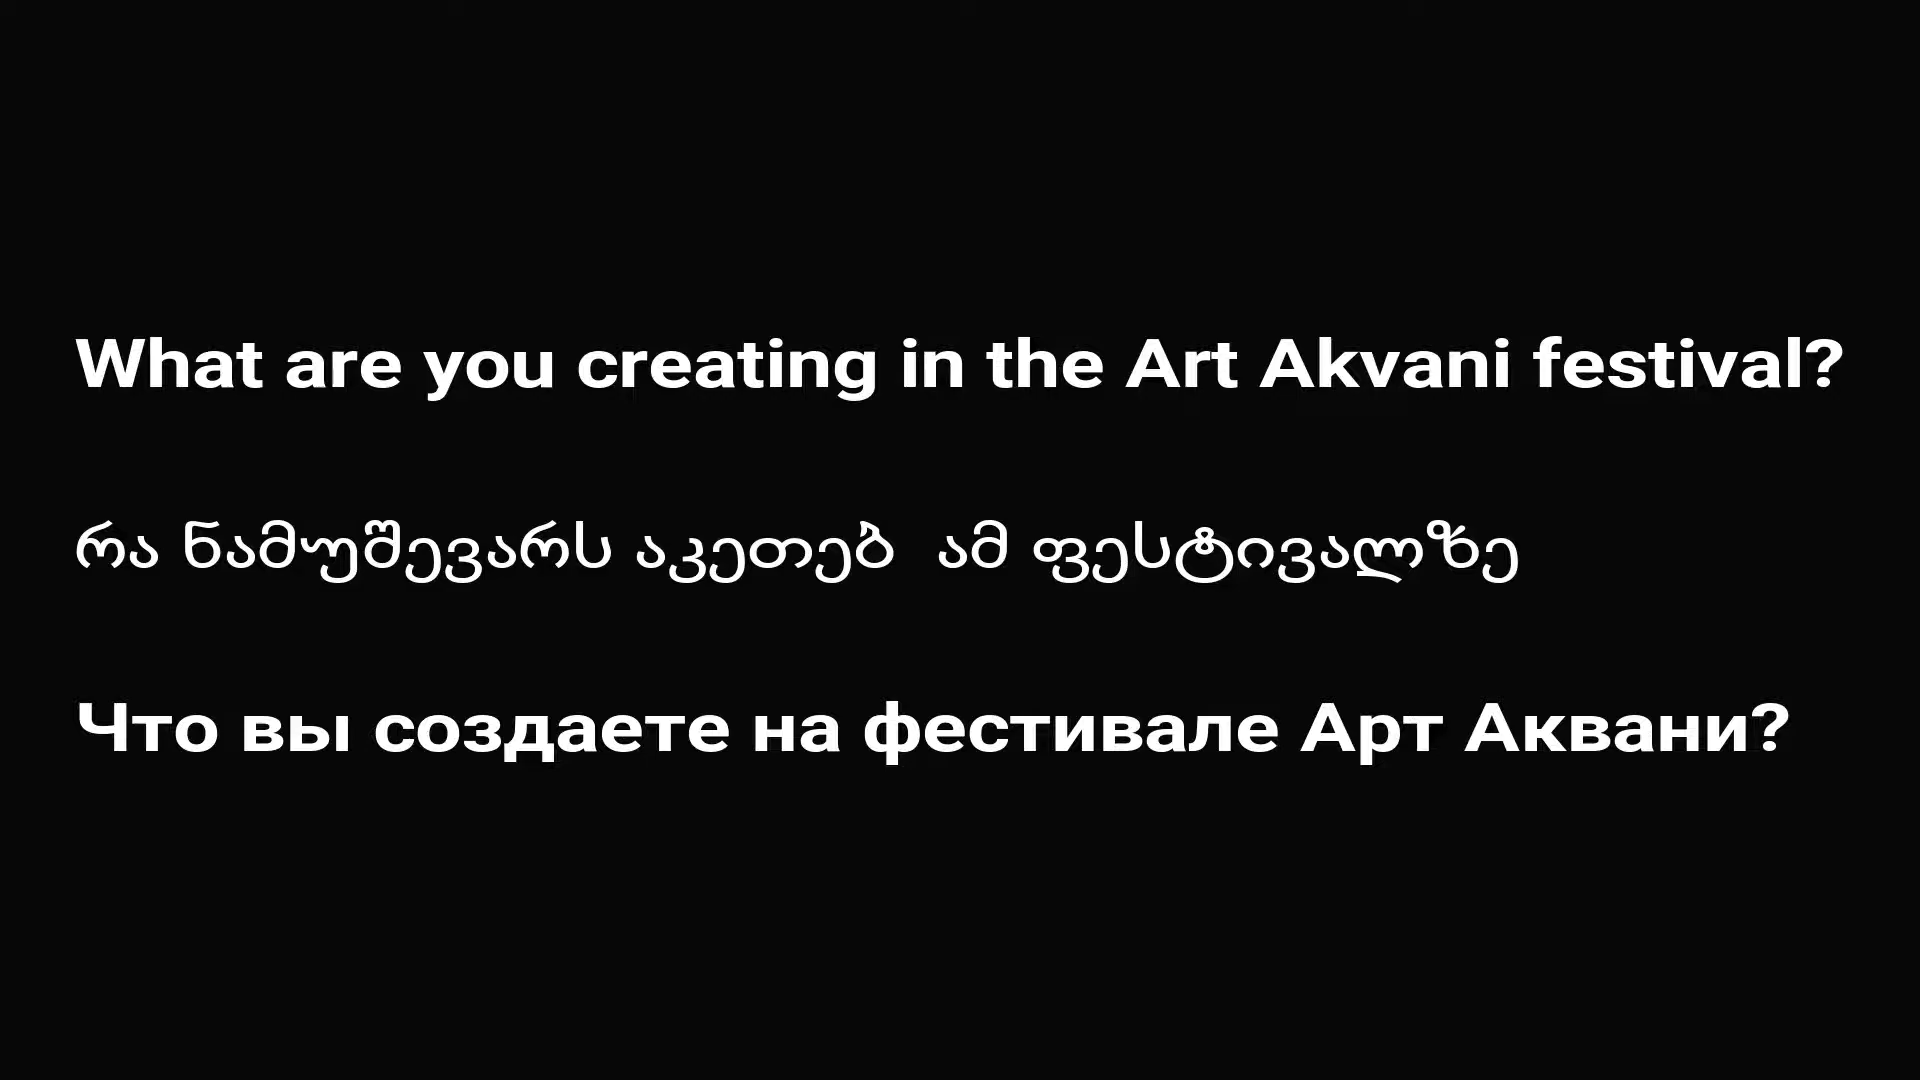 What are you creating in the Art Akvani festival?
რა ნამუშევარს აკეთებ  ამ ფესტივალზე
Что вы создаете на фестивале Арт Аквани?